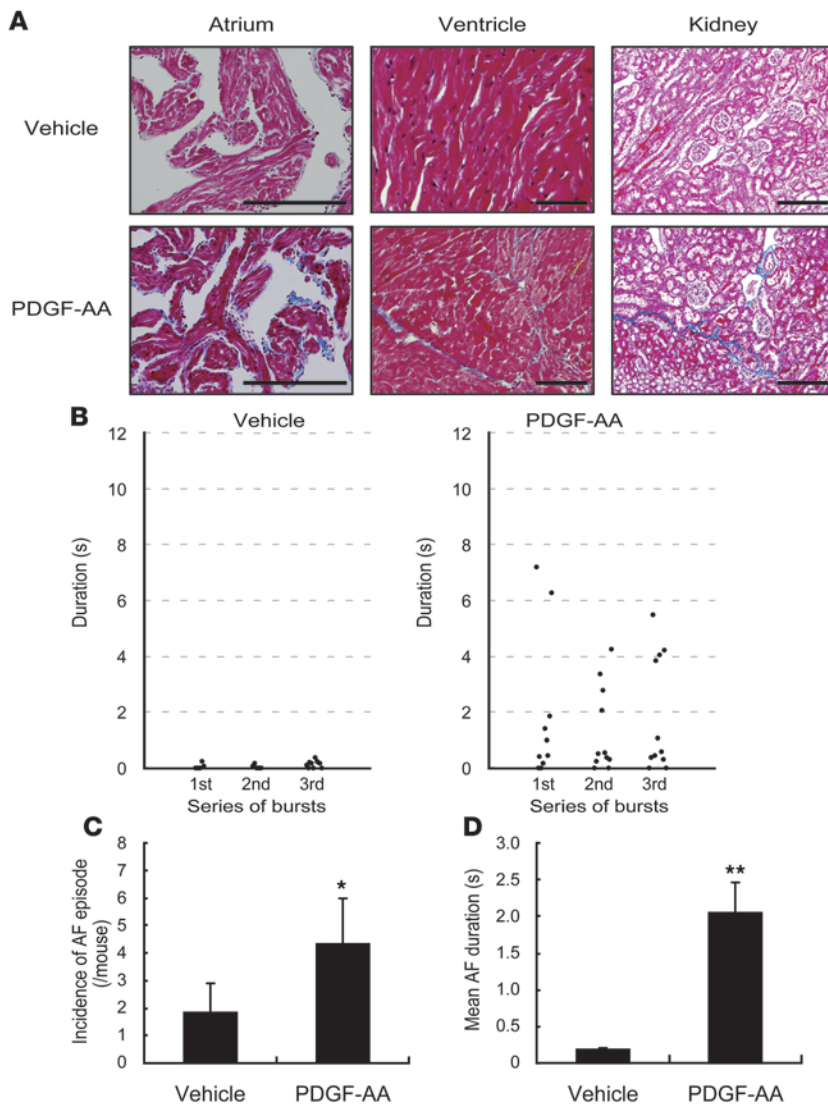 A
Atrium
Ventricle
Kidney
Vehicle
PDGF-AA
B
Vehicle
12
10
8
6
4
2
0
Duration (s)
1st 2nd 3rd
Series of bursts
PDGF-AA
12
10
8
6
4
2
0
Duration (s)
1st 2nd 3rd
Series of bursts
C
8
7
6
5
4
3
2
1
0
Incidence of AF episode
(/mouse)
*
Vehicle PDGF-AA
D
3.0
2.5
2.0
1.5
1.0
0.5
0
Mean AF duration (s)
**
Vehicle PDGF-AA